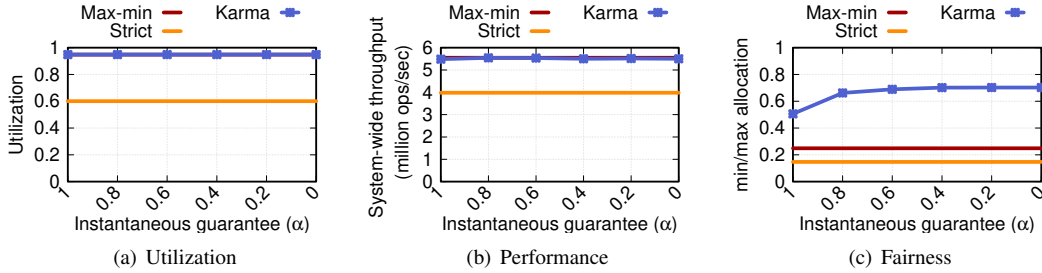 Max-min Karma
Strict
1
0.8
0.6
0.4
0.2
0
Utilization
1 0.8 0.6 0.4 0.2 0
Instantaneous guarantee (α)
(a) Utilization
Max-min Karma
Strict
6
5
4
3
2
1
0
System-wide throughput
(million ops/sec)
1 0.8 0.6 0.4 0.2 0
Instantaneous guarantee (α)
(b) Performance
Max-min Karma
Strict
1
0.8
0.6
0.4
0.2
0
min/max allocation
1 0.8 0.6 0.4 0.2 0
Instantaneous guarantee (α)
(c) Fairness